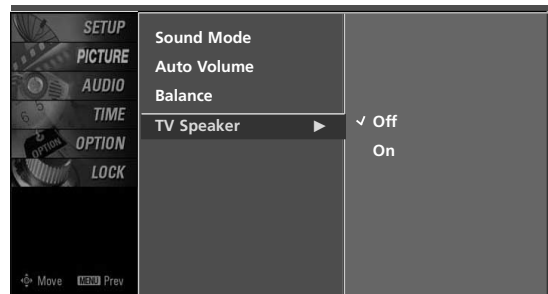 SETUP
PICTURE
AUDIO
TIME
OPTION
LOCK
Move MENU Prev
Sound Mode
Auto Volume
Balance
TV Speaker ▶
✓ Off
On